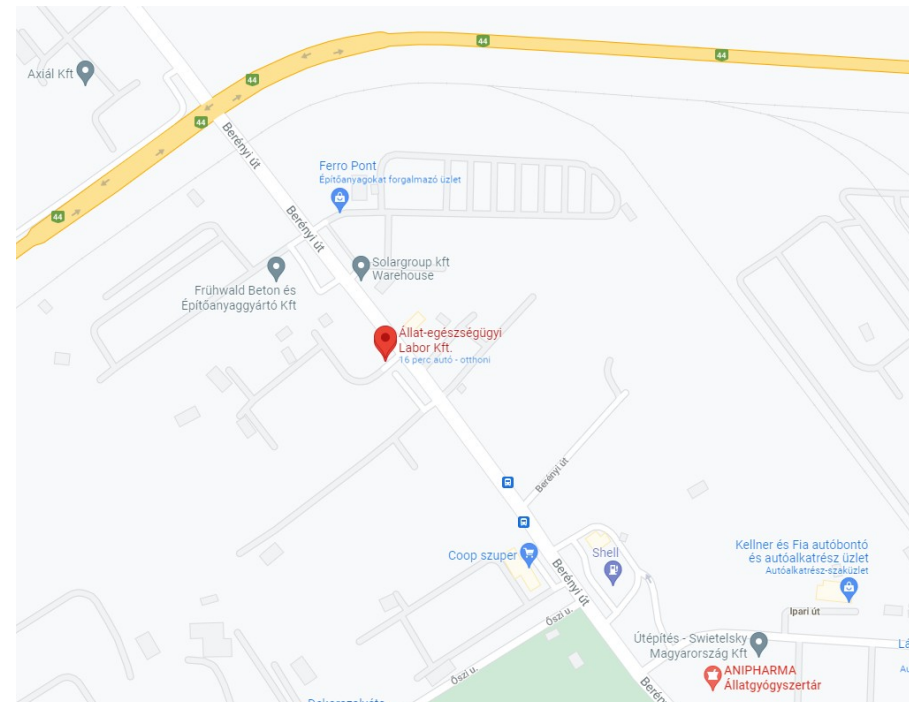 44
44
Axiál Kft
44
44
Berényi út
Ferro Pont
Építőanyagokat forgalmazó üzlet
44
Berényi út
Solargroup kft
Warehouse
Frühwald Beton és
Építőanyaggyártó Kft
Állat-egészségügyi
Labor Kft.
16 perc autó - otthoni
Berényi út
Coop szuper
Shell
Kellner és Fia autóbontó
és autóalkatrész üzlet
Autóalkatrész-szaküzlet
Berényi út
Őszi u.
Ipari út
Útépítés - Swietelsky
Magyarország Kft
Lá
Au
Őszi u.
ANIPHARMA
Állatgyógyszertár
Berény